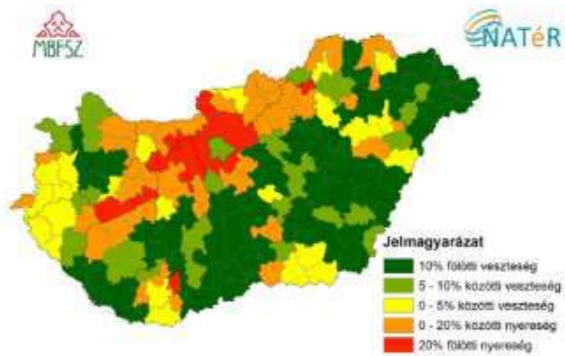 MBFSZ
NATéR
Jelmagyarázat
10% fölötti veszteség
5 - 10% közötti veszteség
0 - 5% közötti veszteség
0 - 20% közötti nyereség
20% fölötti nyereség